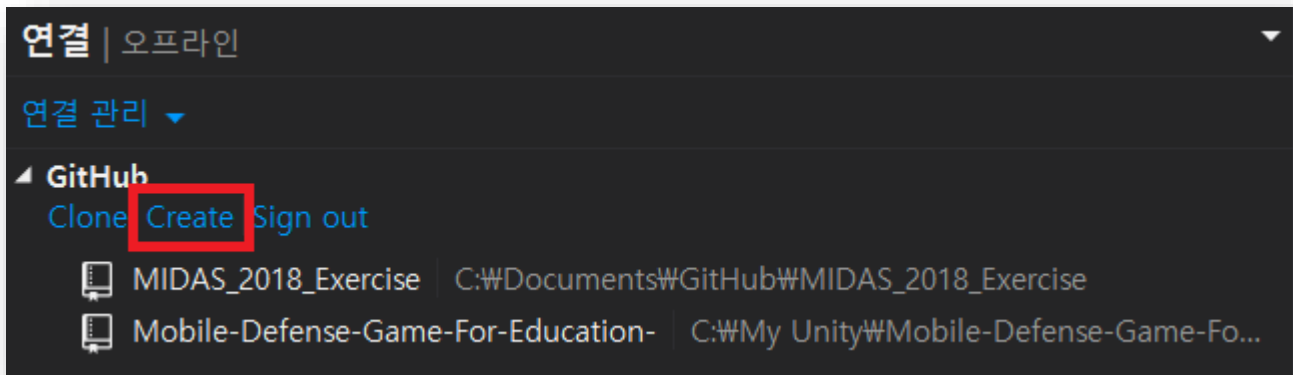 연결 | 오프라인
연결 관리
GitHub
Clone Create Sign out
MIDAS_2018_Exercise C:₩Documents₩GitHub₩MIDAS_2018_Exercise
Mobile-Defense-Game-For-Education- C:₩My Unity₩Mobile-Defense-Game-Fo...